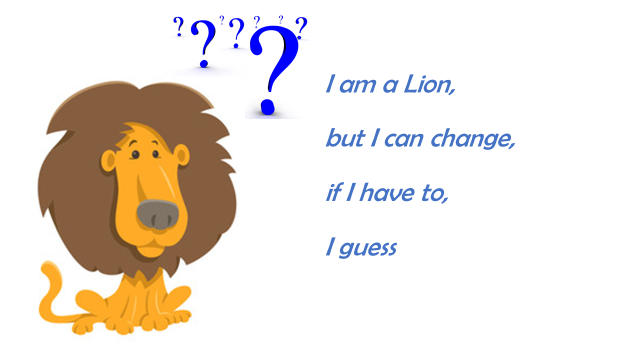 ? ? ? ? ? ? ? ?
I am a Lion,
but I can change,
if I have to,
I guess